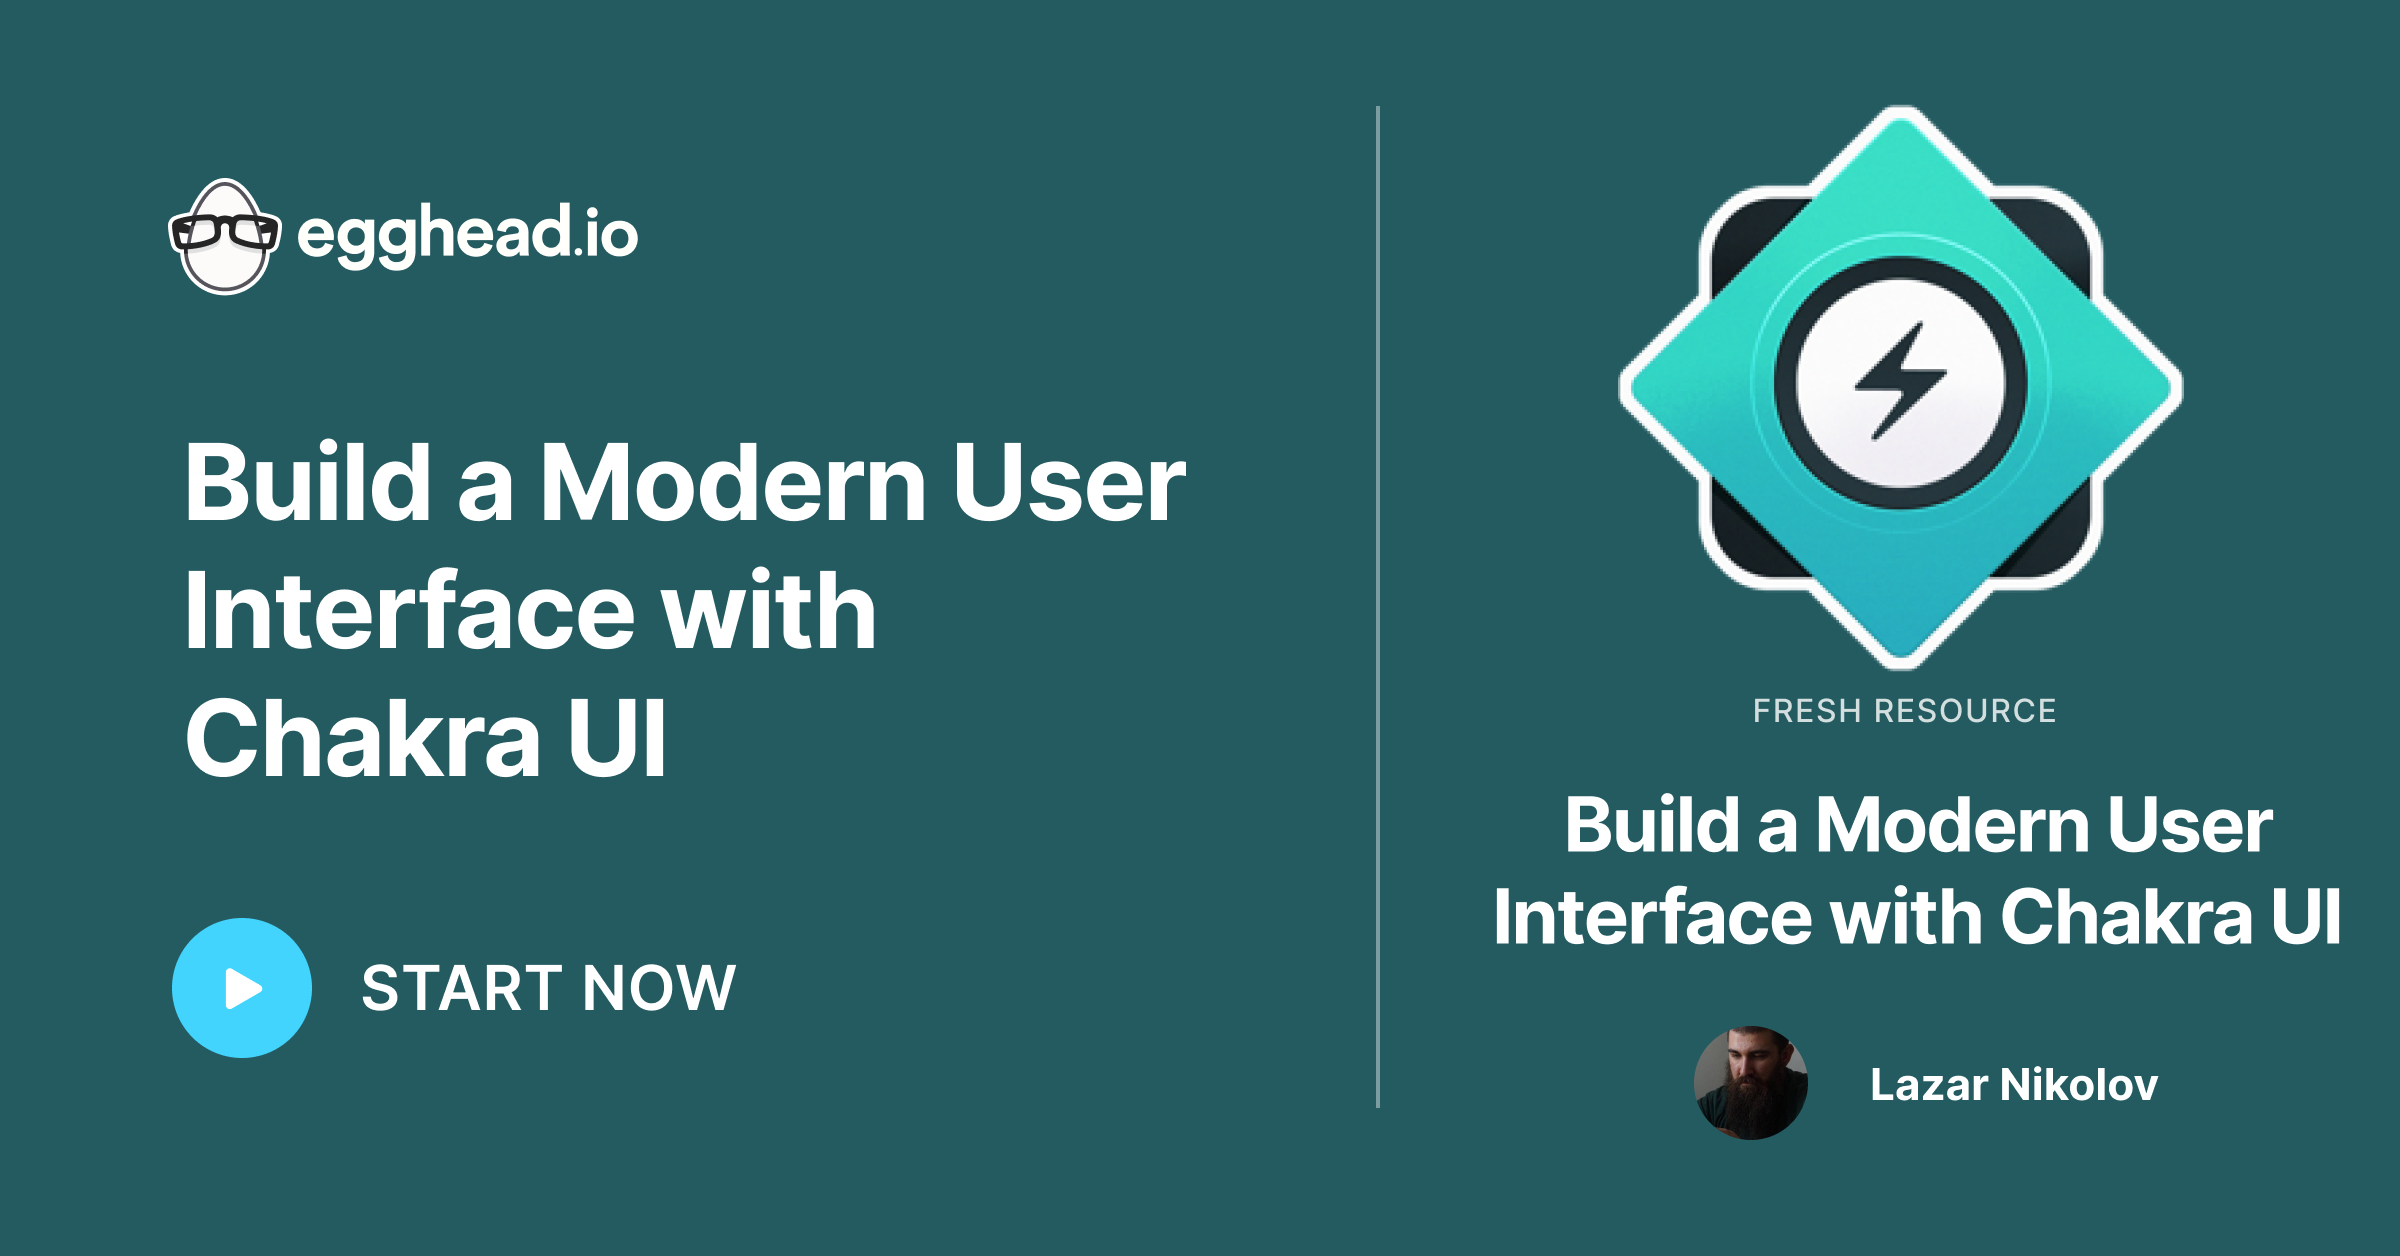 egghead.io
Build a Modern User
Interface with
Chakra UI
START NOW
FRESH RESOURCE
Build a Modern User
Interface with Chakra UI
Lazar Nikolov